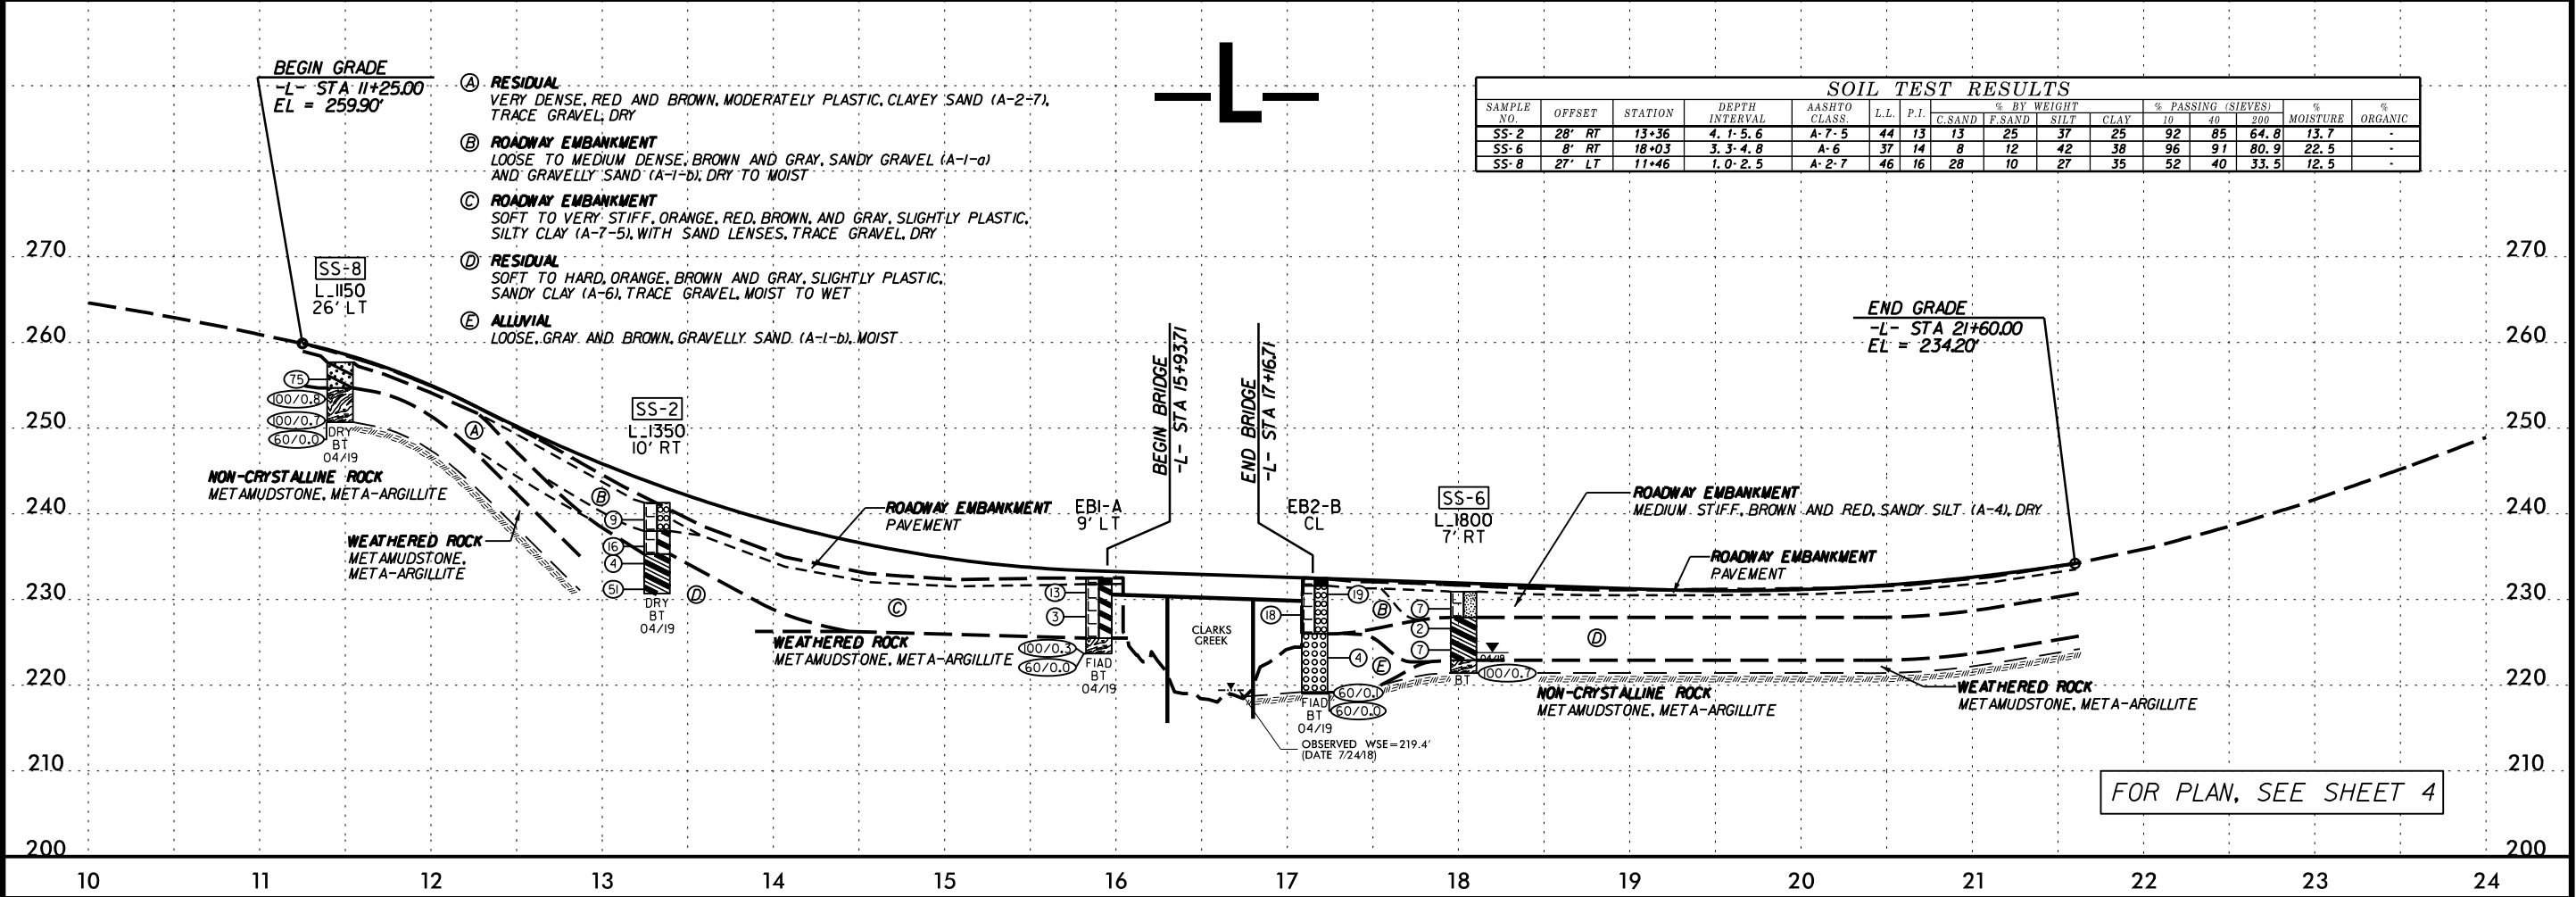 BEGIN GRADE
-L- STA 11+25.00
EL = 259.90'
(A) RESIDUAL
VERY DENSE, RED AND BROWN, MODERATELY PLASTIC, CLAYEY SAND (A-2-7),
TRACE GRAVEL, DRY
(B) ROADWAY EMBANKMENT
LOOSE TO MEDIUM DENSE, BROWN AND GRAY, SANDY GRAVEL (A-1-a)
AND GRAVELLY SAND (A-1-b), DRY TO MOIST
(C) ROADWAY EMBANKMENT
SOFT TO VERY STIFF, ORANGE, RED, BROWN, AND GRAY, SLIGHTLY PLASTIC,
SILTY CLAY (A-7-5), WITH SAND LENSES, TRACE GRAVEL, DRY
(D) RESIDUAL
SOFT TO HARD, ORANGE, BROWN AND GRAY, SLIGHTLY PLASTIC,
SANDY CLAY (A-6), TRACE GRAVEL, MOIST TO WET
(E) ALLUVIAL
LOOSE, GRAY AND BROWN, GRAVELLY SAND (A-1-b), MOIST
-L-
SOIL TEST RESULTS
SAMPLE NO. OFFSET STATION DEPTH INTERVAL AASHTO CLASS. L.L. P.I. % BY WEIGHT C.SAND F.SAND SILT CLAY % PASSING (SIEVES) 10 40 200 % MOISTURE % ORGANIC
SS-2 28' RT 13+36 4.1-5.6 A-7-5 44 13 13 25 37 25 92 85 64.8 13.7 -
SS-6 8' RT 18+03 3.3-4.8 A-6 37 14 8 12 42 38 96 91 80.9 22.5 -
SS-8 27' LT 11+46 1.0-2.5 A-2-7 46 16 28 10 27 35 52 40 33.5 12.5 -
270
260
250
240
230
220
210
200
270
260
250
240
230
220
210
200
SS-8
L_1150
26' LT
75
100/0.8
100/0.7
60/0.0
DRY
BT
04/19
A
NON-CRYSTALLINE ROCK
METAMUDSTONE, META-ARGILLITE
WEATHERED ROCK
METAMUDSTONE,
META-ARGILLITE
SS-2
L_1350
10' RT
B
9
16
4
51
DRY
BT
04/19
D
ROADWAY EMBANKMENT
PAVEMENT
C
WEATHERED ROCK
METAMUDSTONE, META-ARGILLITE
EB1-A
9' LT
13
3
100/0.3
60/0.0
FIAD
BT
04/19
BEGIN BRIDGE
-L- STA 15+93.71
END BRIDGE
-L- STA 17+16.71
CLARKS
CREEK
EB2-B
CL
18
19
4
60/0.1
60/0.0
FIAD
BT
04/19
B
E
OBSERVED WSE=219.4'
(DATE 7/24/18)
SS-6
L_1800
7' RT
7
2
7
100/0.7
04/19
BT
ROADWAY EMBANKMENT
MEDIUM STIFF, BROWN AND RED, SANDY SILT (A-4), DRY
ROADWAY EMBANKMENT
PAVEMENT
D
NON-CRYSTALLINE ROCK
METAMUDSTONE, META-ARGILLITE
WEATHERED ROCK
METAMUDSTONE, META-ARGILLITE
END GRADE
-L- STA 21+60.00
EL = 234.20'
FOR PLAN, SEE SHEET 4
10 11 12 13 14 15 16 17 18 19 20 21 22 23 24